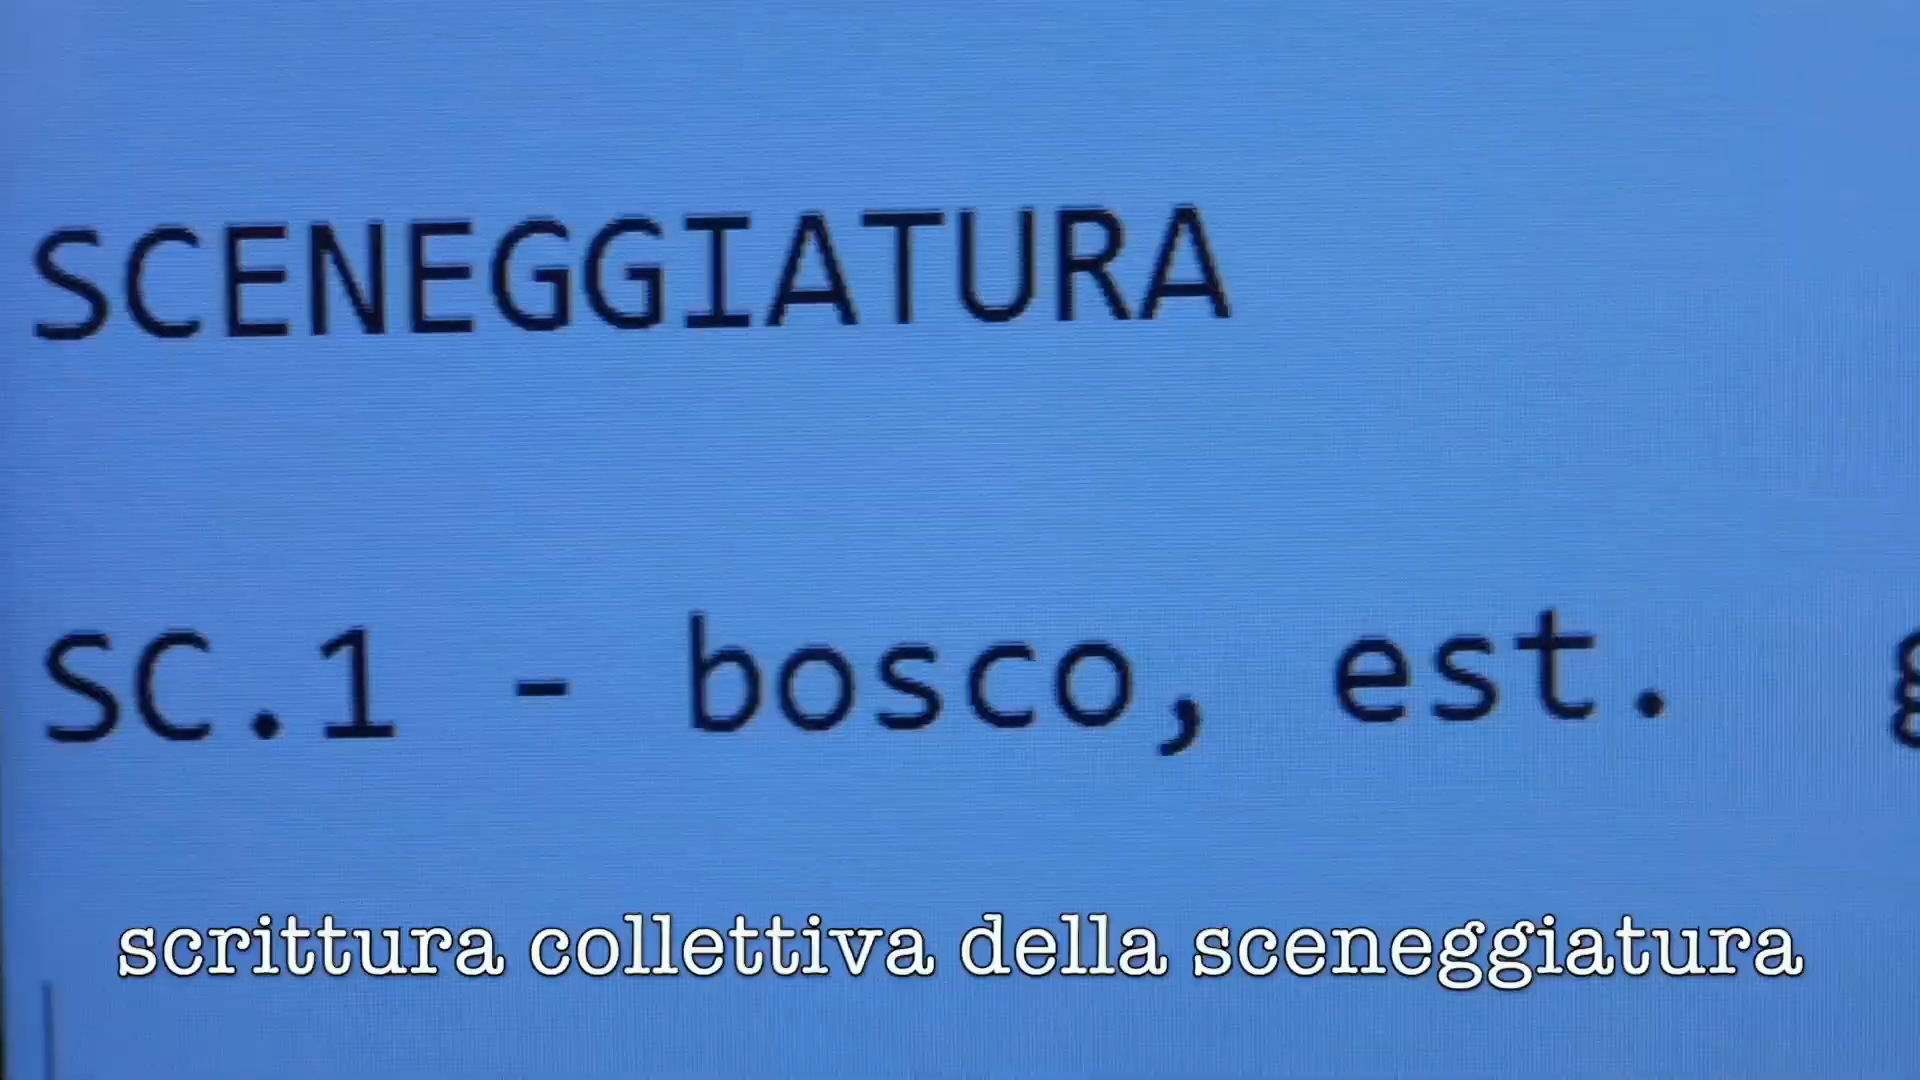 SCENEGGIATURA
SC.1 - bosco, est.
scrittura collettiva della sceneggiatura